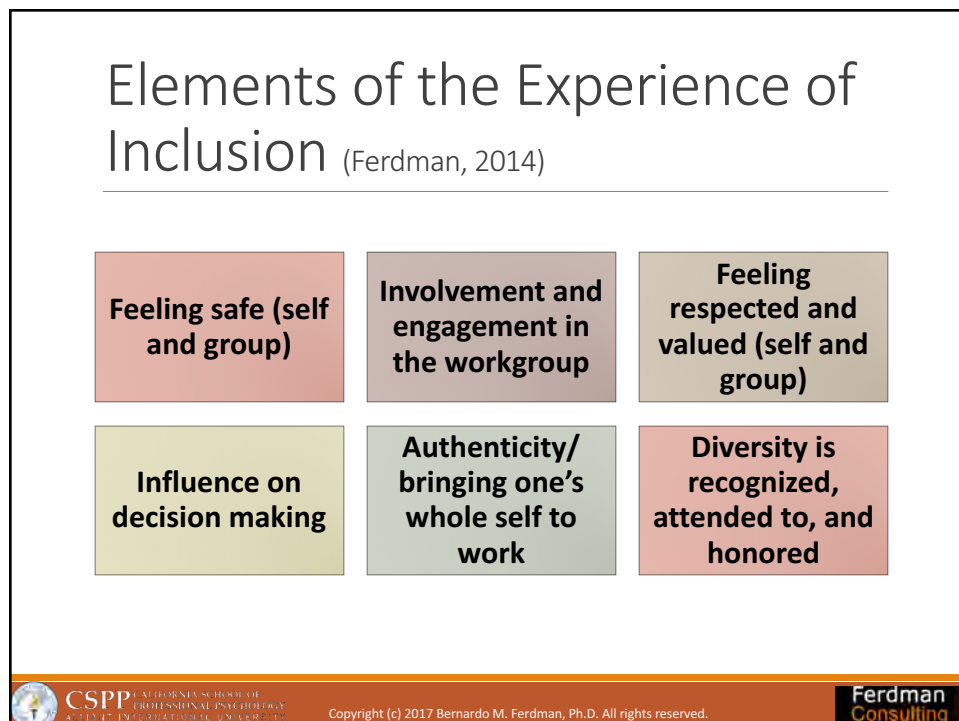 Elements of the Experience of
Inclusion (Ferdman, 2014)
Feeling safe (self
and group)
Involvement and
engagement in
the workgroup
Feeling
respected and
valued (self and
group)
Influence on
decision making
Authenticity/
bringing one's
whole self to
work
Diversity is
recognized,
attended to, and
honored
CSPP CALIFORNIA SCHOOL OF
PROFESSIONAL PSYCHOLOGY
ALLIANT INTERNATIONAL UNIVERSITY
Copyright (c) 2017 Bernardo M. Ferdman, Ph.D. All rights reserved.
Ferdman
Consulting